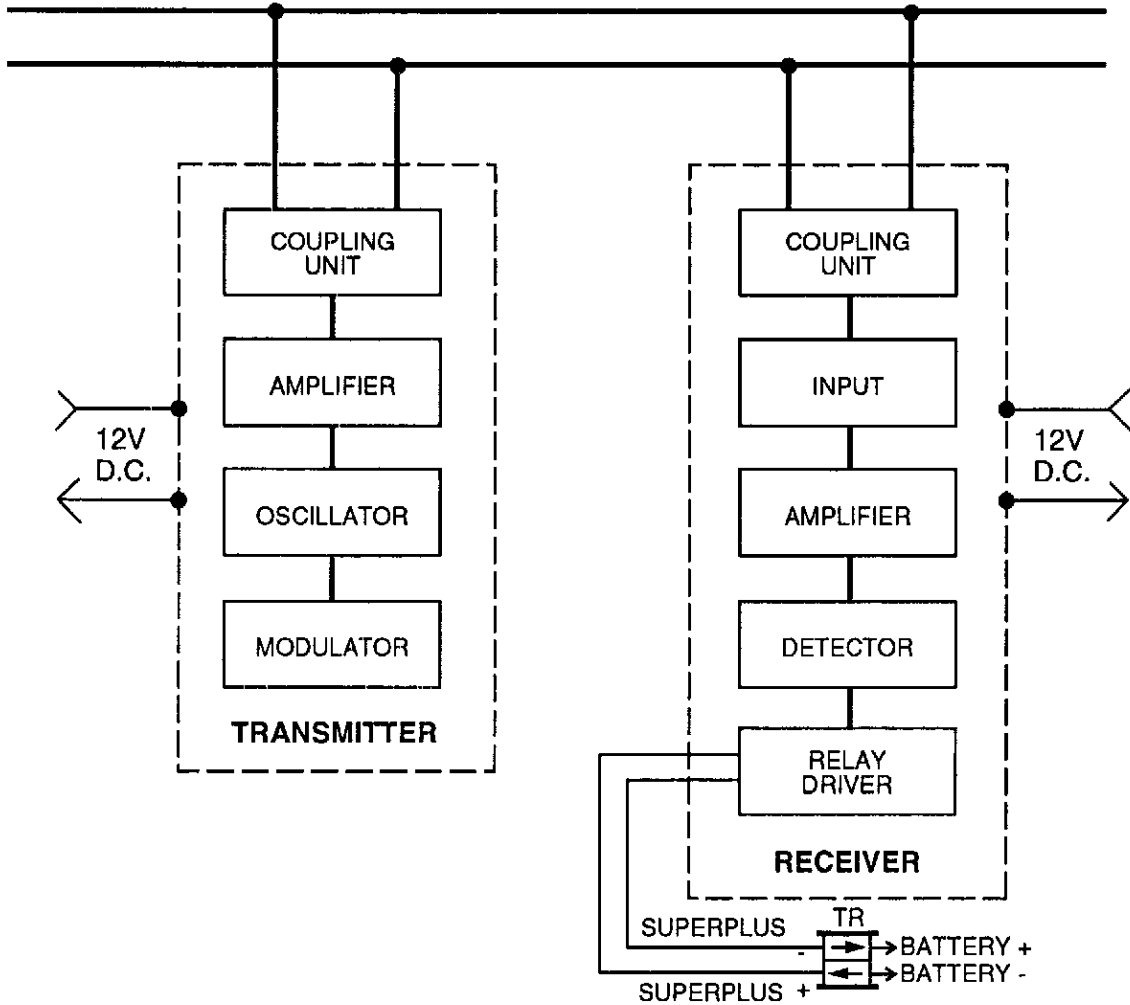 COUPLING
UNIT
AMPLIFIER
OSCILLATOR
MODULATOR
TRANSMITTER
12V
D.C.
COUPLING
UNIT
INPUT
AMPLIFIER
DETECTOR
RELAY
DRIVER
RECEIVER
12V
D.C.
TR
SUPERPLUS -
BATTERY +
SUPERPLUS +
BATTERY -